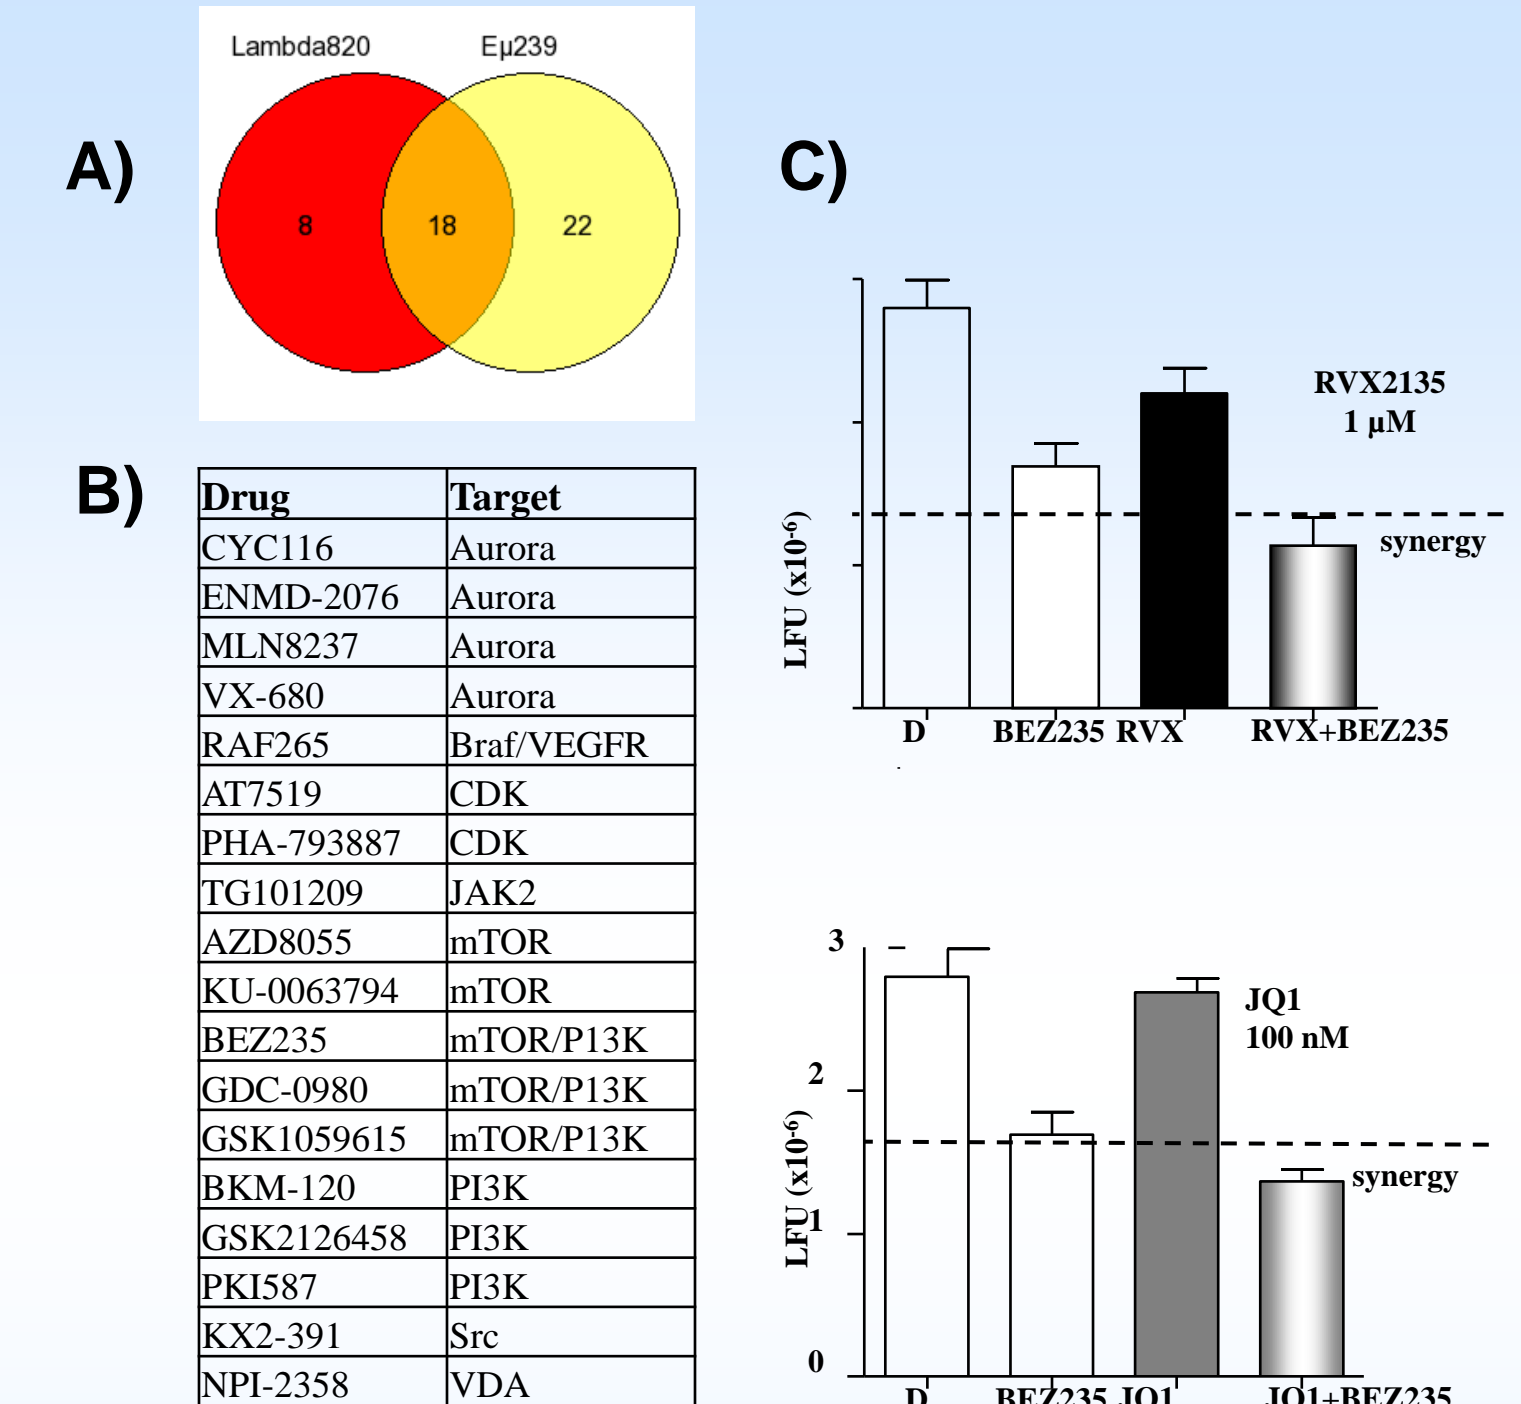 A)
Lambda820 Eµ239
8 18 22
B)
Drug Target
CYC116 Aurora
ENMD-2076 Aurora
MLN8237 Aurora
VX-680 Aurora
RAF265 Braf/VEGFR
AT7519 CDK
PHA-793887 CDK
TG101209 JAK2
AZD8055 mTOR
KU-0063794 mTOR
BEZ235 mTOR/P13K
GDC-0980 mTOR/P13K
GSK1059615 mTOR/P13K
BKM-120 PI3K
GSK2126458 PI3K
PKI587 PI3K
KX2-391 Src
NPI-2358 VDA
C)
RVX2135
1 µM
synergy
LFU (x10-6)
D BEZ235 RVX RVX+BEZ235
3
JQ1
100 nM
2
synergy
LFU (x10-6)
1
0
D BEZ235 JQ1 JQ1+BEZ235